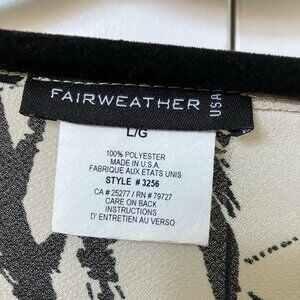 FAIRWEATHER USA
L/G
100% POLYESTER
MADE IN U.S.A.
FABRIQUE AUX ETATS UNIS
STYLE # 3256
CA # 25277 / RN # 79727
CARE ON BACK
INSTRUCTIONS
D' ENTRETIEN AU VERSO